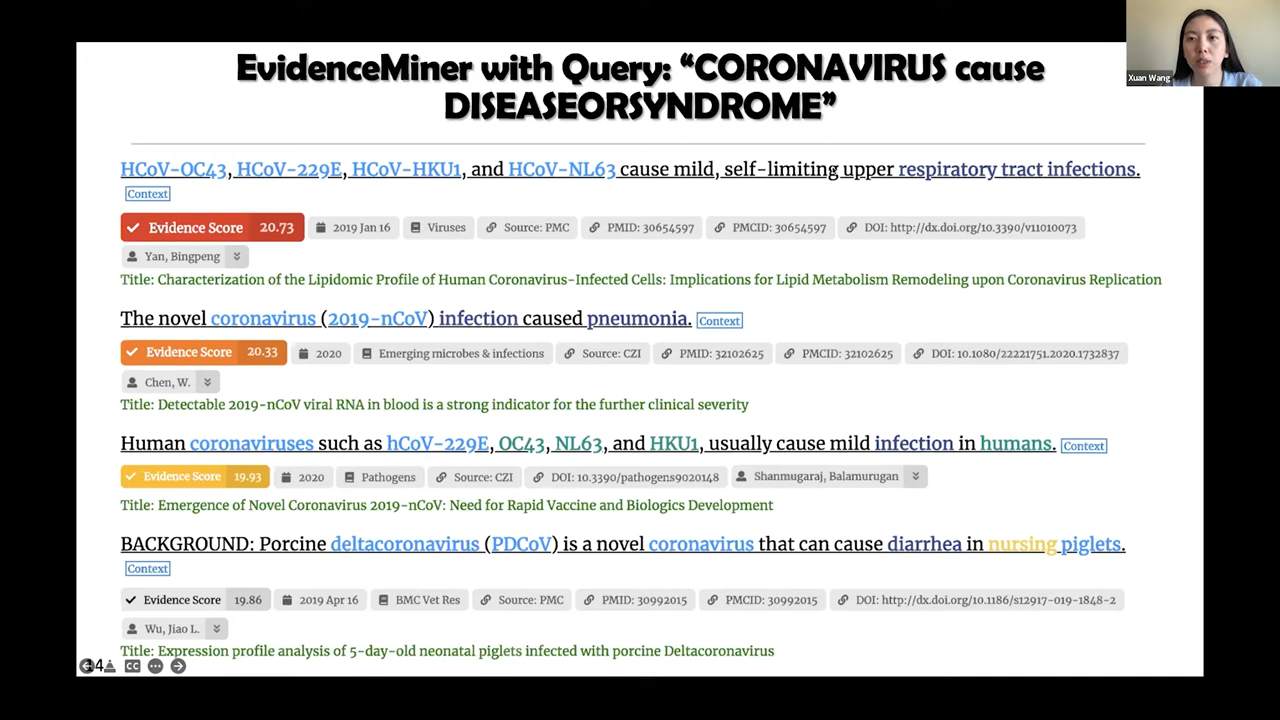 EvidenceMiner with Query: “CORONAVIRUS cause
DISEASEORSYNDROME”
Xuan Wang
HCoV-OC43, HCoV-229E, HCoV-HKU1, and HCoV-NL63 cause mild, self-limiting upper respiratory tract infections.
Context
Evidence Score 20.73 2019 Jan 16 Viruses Source: PMC PMID: 30654597 PMCID: 30654597 DOI: http://dx.doi.org/10.3390/v11010073
Yan, Bingpeng
Title: Characterization of the Lipidomic Profile of Human Coronavirus-Infected Cells: Implications for Lipid Metabolism Remodeling upon Coronavirus Replication
The novel coronavirus (2019-nCoV) infection caused pneumonia. Context
Evidence Score 20.33 2020 Emerging microbes & infections Source: CZI PMID: 32102625 PMCID: 32102625 DOI: 10.1080/22221751.2020.1732837
Chen, W.
Title: Detectable 2019-nCoV viral RNA in blood is a strong indicator for the further clinical severity
Human coronaviruses such as hCoV-229E, OC43, NL63, and HKU1, usually cause mild infection in humans. Context
Evidence Score 19.93 2020 Pathogens Source: CZI DOI: 10.3390/pathogens9020148 Shanmugaraj, Balamurugan
Title: Emergence of Novel Coronavirus 2019-nCoV: Need for Rapid Vaccine and Biologics Development
BACKGROUND: Porcine deltacoronavirus (PDCoV) is a novel coronavirus that can cause diarrhea in nursing piglets.
Context
Evidence Score 19.86 2019 Apr 16 BMC Vet Res Source: PMC PMID: 30992015 PMCID: 30992015 DOI: http://dx.doi.org/10.1186/s12917-019-1848-2
Wu, Jiao L.
Title: Expression profile analysis of 5-day-old neonatal piglets infected with porcine Deltacoronavirus
14 CC